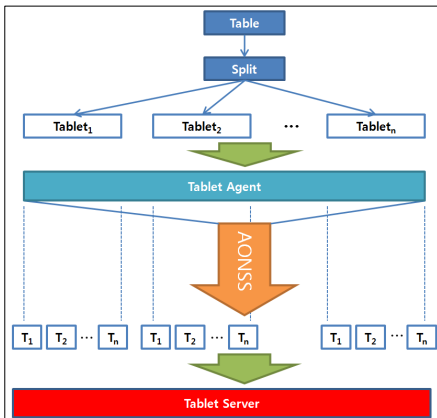 Table
Split
Tablet₁ Tablet₂ ... Tabletₙ
Tablet Agent
AONSS
T₁ T₂ ... Tₙ T₁ T₂ ... Tₙ T₁ T₂ ... Tₙ
Tablet Server